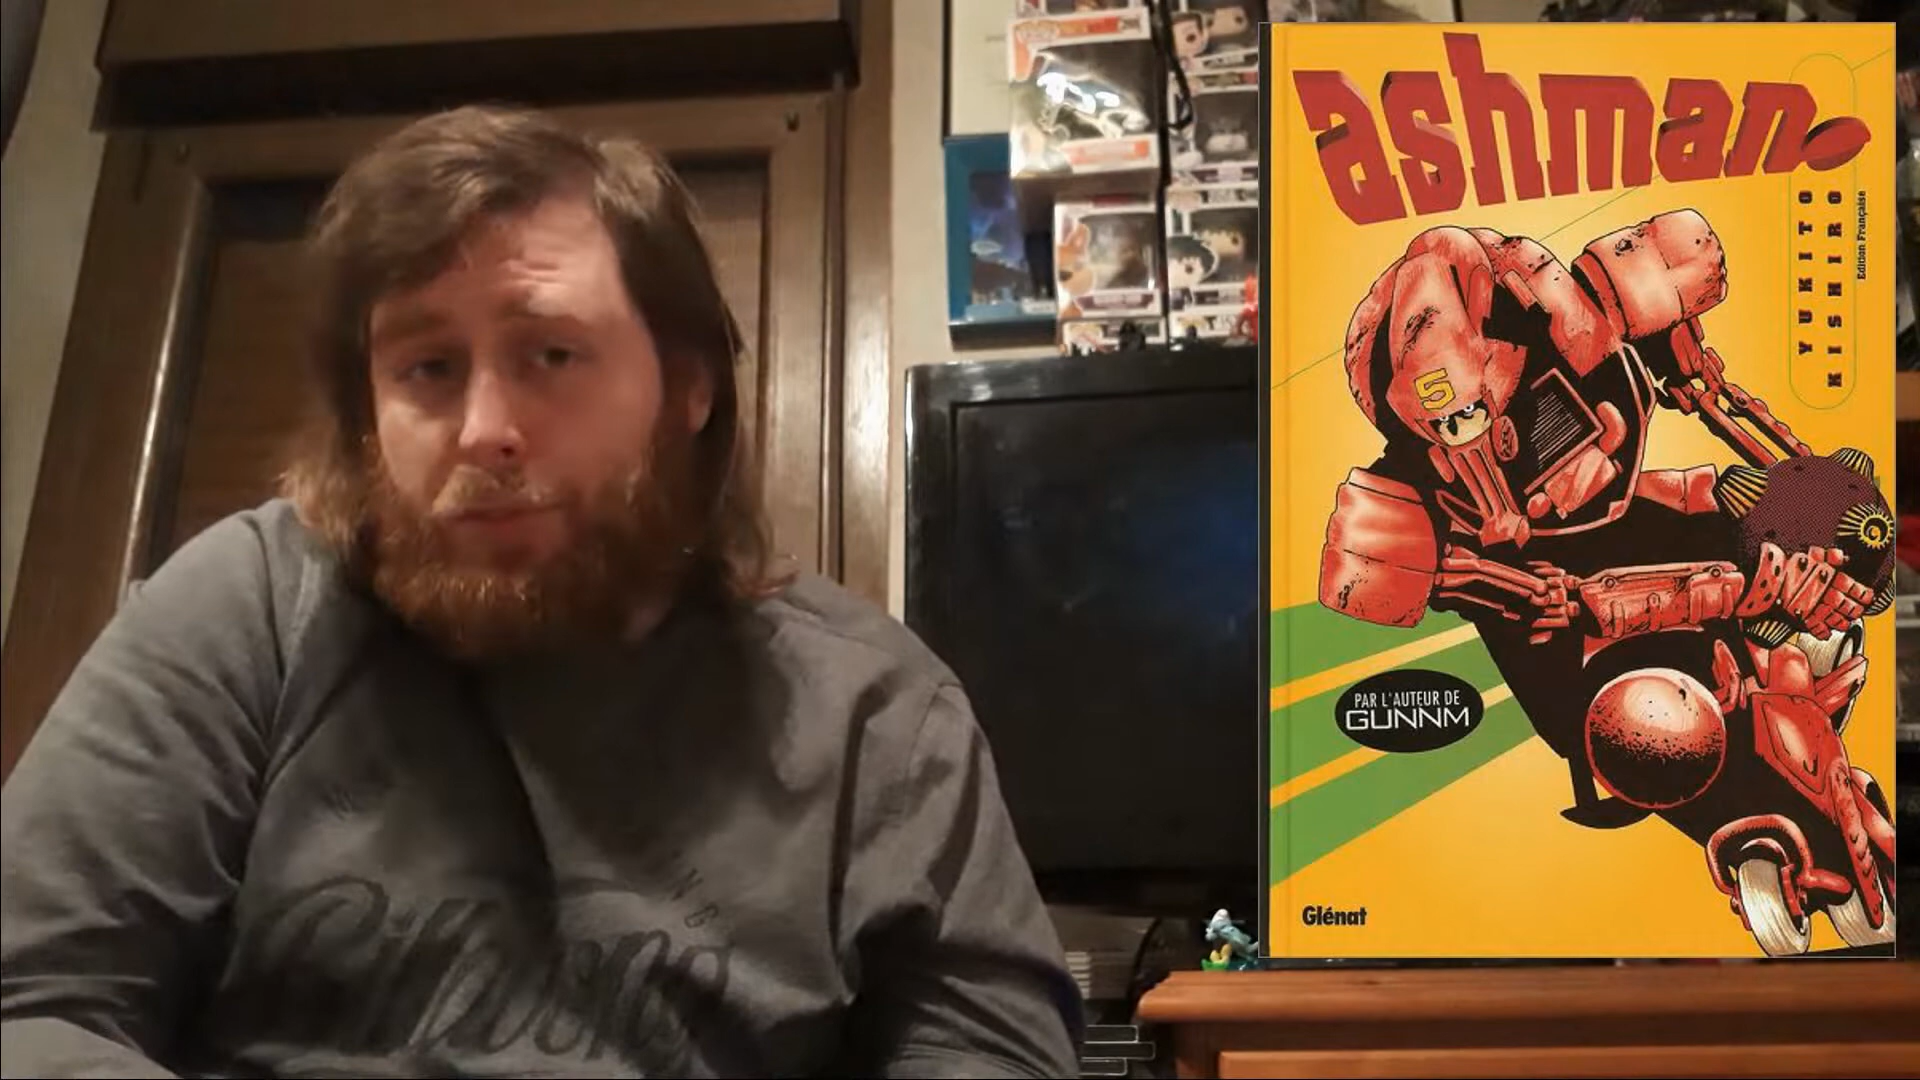 ashman.
YUKITO
KISHIRO
Edition Française
5
PAR L'AUTEUR DE
GUNNM
Glénat